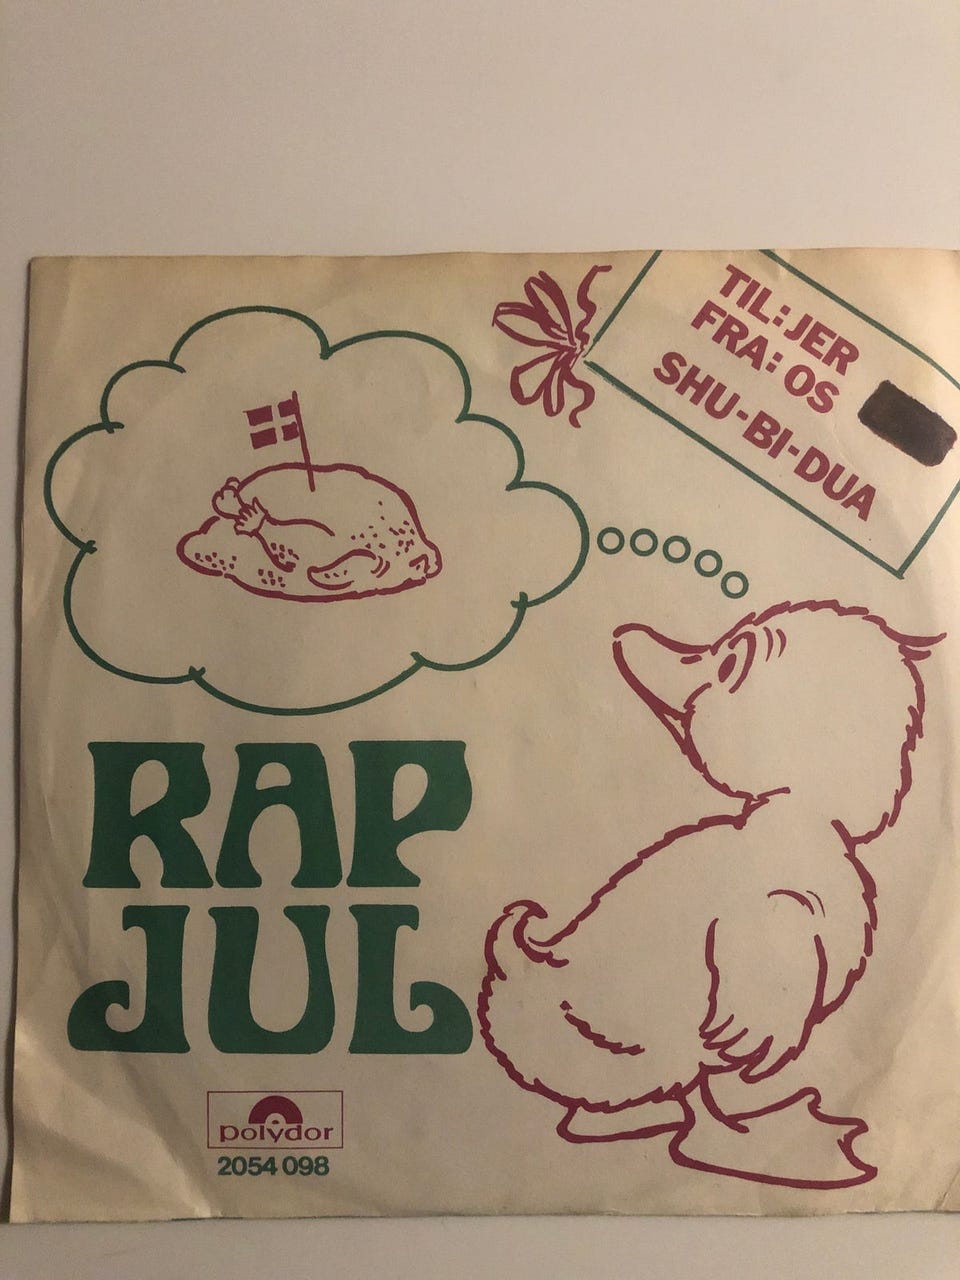 TIL: JER
FRA: OS
SHU-BI-DUA
RAP
JUL
polydor
2054 098